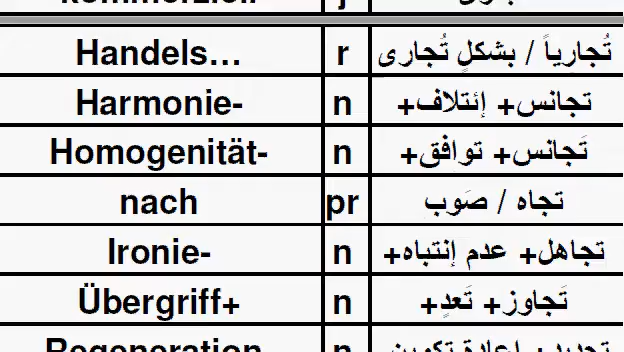 Handels... r تُجارياً / بشكلٍ تُجارى
Harmonie- n تجانس+ إئتلاف+
Homogenität- n تَجانس+ توافق+
nach pr تجاه / صَوب
Ironie- n تجاهل+ عدم إنتباه+
Übergriff+ n تَجاوز+ تَعدٍ+
Regeneration